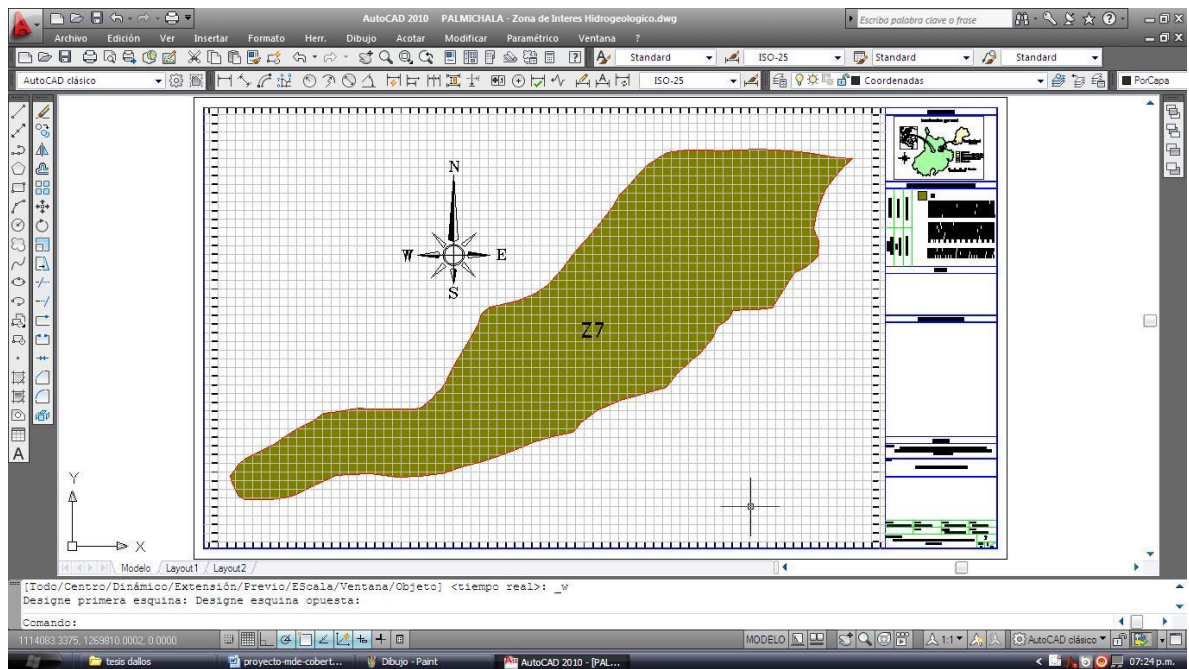 AutoCAD 2010 PALMICHALA - Zona de Interes Hidrogeologico.dwg
Escriba palabra clave o frase
Archivo Edición Ver Insertar Formato Herr. Dibujo Acotar Modificar Paramétrico Ventana ?
Standard ISO-25 Standard Standard
AutoCAD clásico ISO-25 Coordenadas PorCapa
N
W E
S
Z7
Y
X
Modelo Layout1 Layout2
[Todo/Centro/Dinámico/Extensión/Previo/EScala/Ventana/Objeto] <tiempo real>: _w
Designe primera esquina: Designe esquina opuesta:
Comando:
1114083.3375, 1269810.0002, 0.0000 MODELO 1:1 AutoCAD clásico
tesis dallos proyecto-mde-cobert... Dibujo - Paint AutoCAD 2010 - [PAL... 07:24 p.m.